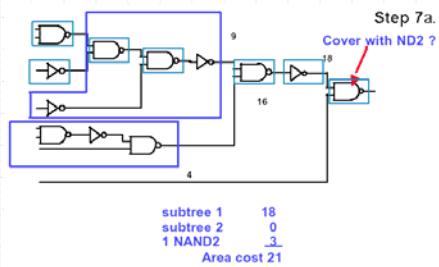 Step 7a.
Cover with ND2 ?
9
18
16
4
subtree 1 18
subtree 2 0
1 NAND2 3
Area cost 21